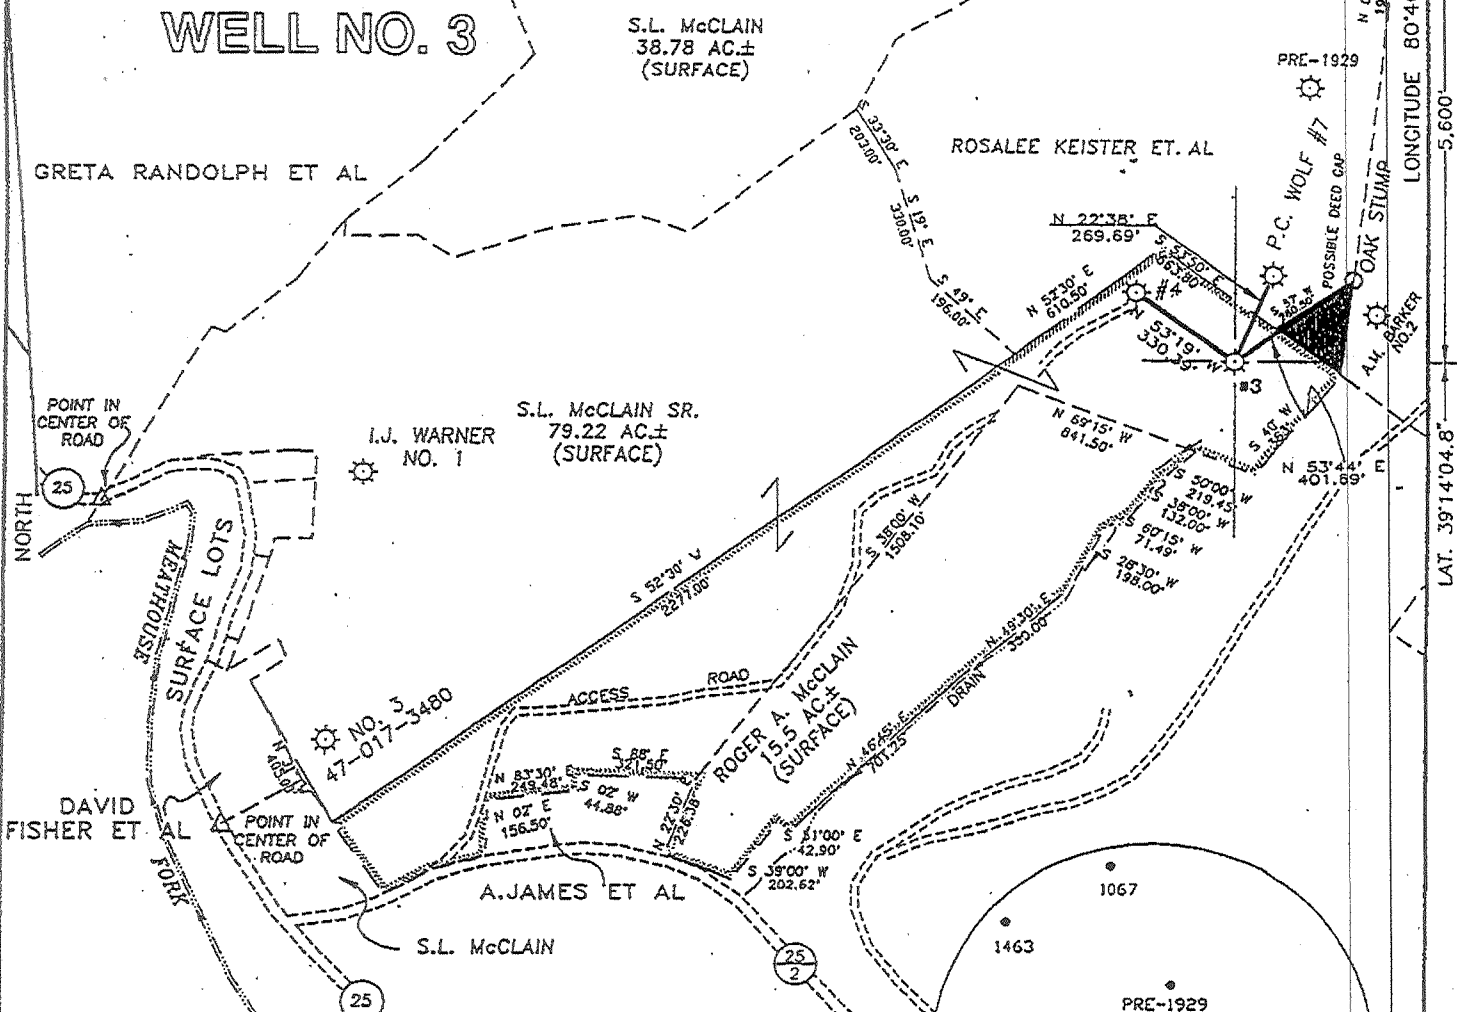 WELL NO. 3
S.L. McCLAIN
38.78 AC.±
(SURFACE)
PRE-1929
LONGITUDE 80°4
5,600'
GRETA RANDOLPH ET AL
S 33°30' E
203.00'
ROSALEE KEISTER ET. AL
P.C. WOLF #7
POSSIBLE DEED GAP
OAK STUMP
S 19° E
330.00'
N 22°38' E
269.69'
S 53°50' E
663.80'
S 49° E
196.00'
N 52°30' E
610.50'
#4
N 53°19' W
330.39'
#3
A.M. BARKER
NO.2
POINT IN
CENTER OF
ROAD
25
NORTH
I.J. WARNER
NO. 1
S.L. McCLAIN SR.
79.22 AC.±
(SURFACE)
N 69°15' W
841.50'
S 40° W
363'
N 53°44' E
401.69'
LAT. 39°14'04.8"
S 50°00' W
219.45'
S 38°00' W
132.00'
S 60°15' W
71.49'
S 28°30' W
198.00'
S 38°00' W
1508.10'
MEATHOUSE
SURFACE LOTS
S 52°30' W
2277.00'
N 49°30' E
330.00'
DRAIN
ACCESS
ROAD
ROGER A. McCLAIN
15.5 AC.±
(SURFACE)
NO. 3
47-017-3480
N 31° W
403.00'
N 46°45' E
701.25'
S 88° E
321.50'
N 83°30' E
249.48'
S 02° W
44.88'
N 02° E
156.50'
N 22°30' E
226.38'
DAVID
FISHER ET AL
POINT IN
CENTER OF
ROAD
FORK
S 51°00' E
42.90'
S 39°00' W
202.62'
A.JAMES ET AL
S.L. McCLAIN
25
25
2
1067
1463
PRE-1929